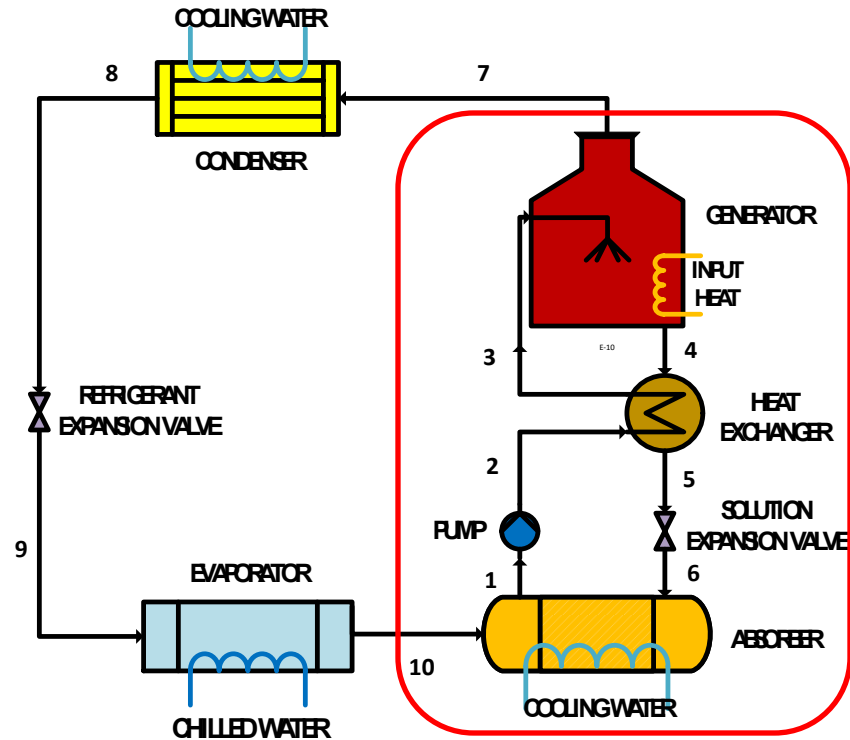 COOLING WATER
8
7
CONDENSER
GENERATOR
INPUT
HEAT
E-10
3
4
REFRIGERANT
EXPANSION VALVE
HEAT
EXCHANGER
2
5
PUMP
SOLUTION
EXPANSION VALVE
9
EVAPORATOR
1
6
ABSORBER
10
COOLING WATER
CHILLED WATER